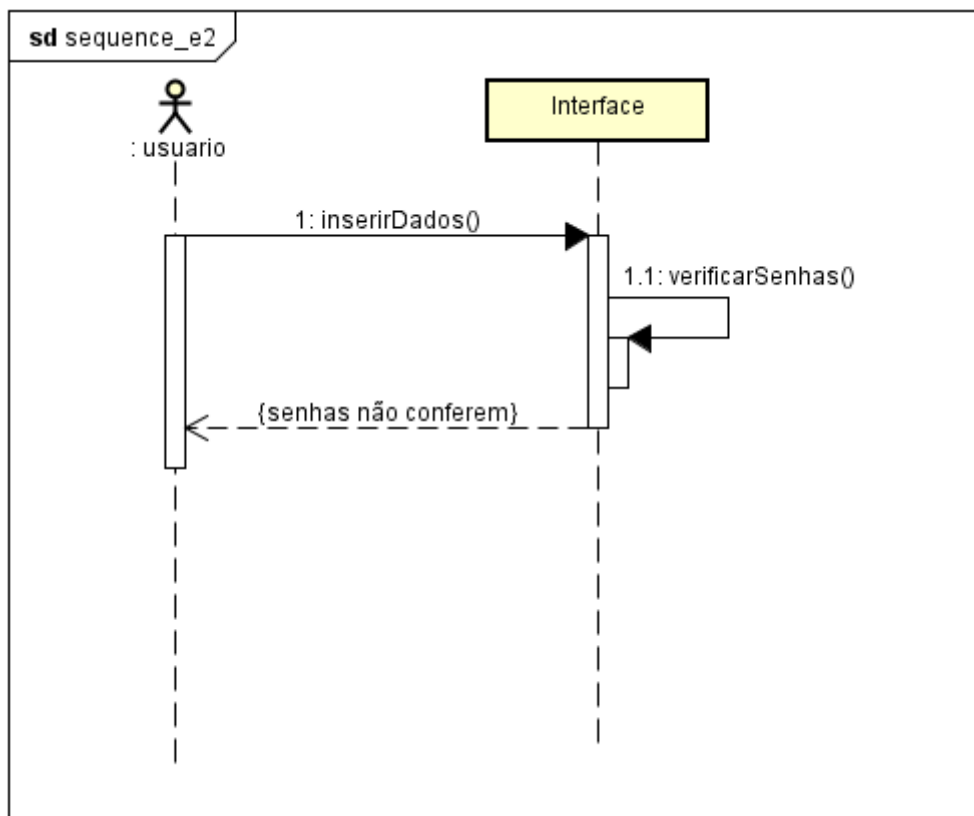 sd sequence_e2
: usuario
Interface
1: inserirDados()
1.1: verificarSenhas()
{senhas não conferem}